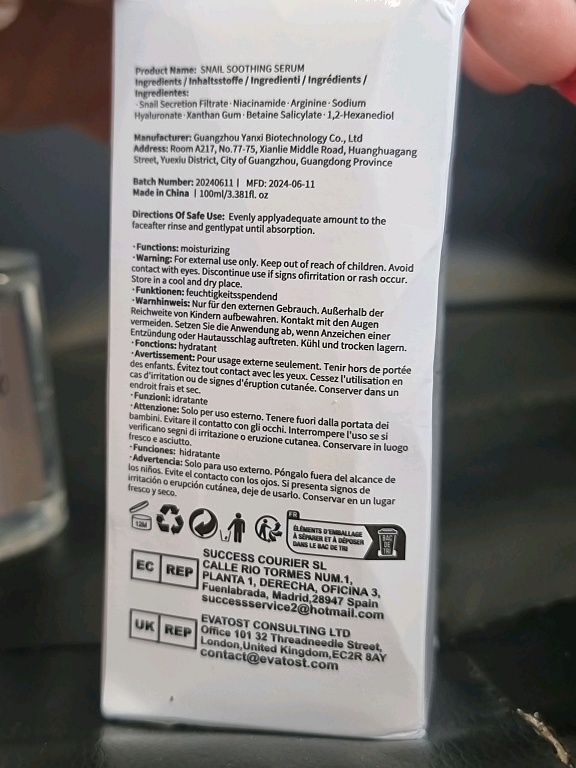 Product Name: SNAIL SOOTHING SERUM
Ingredients / Inhaltsstoffe / Ingredienti / Ingrédients /
Ingredientes:
·Snail Secretion Filtrate·Niacinamide·Arginine·Sodium
Hyaluronate·Xanthan Gum·Betaine Salicylate·1,2-Hexanediol
Manufacturer: Guangzhou Yanxi Biotechnology Co., Ltd
Address: Room A217, No.77-75, Xianlie Middle Road, Huanghuagang
Street, Yuexiu District, City of Guangzhou, Guangdong Province
Batch Number: 20240611 | MFD: 2024-06-11
Made in China | 100ml/3.381fl. oz
Directions Of Safe Use: Evenly applyadequate amount to the
faceafter rinse and gentlypat until absorption.
·Functions: moisturizing
·Warning: For external use only. Keep out of reach of children. Avoid
contact with eyes. Discontinue use if signs ofirritation or rash occur.
Store in a cool and dry place.
·Funktionen: feuchtigkeitsspendend
·Warnhinweis: Nur für den externen Gebrauch. Außerhalb der
Reichweite von Kindern aufbewahren. Kontakt mit den Augen
vermeiden. Setzen Sie die Anwendung ab, wenn Anzeichen einer
Entzündung oder Hautausschlag auftreten. Kühl und trocken lagern.
·Fonctions: hydratant
·Avertissement: Pour usage externe seulement. Tenir hors de portée
des enfants. Évitez tout contact avec les yeux. Cessez l'utilisation en
cas d'irritation ou de signes d'éruption cutanée. Conserver dans un
endroit frais et sec.
·Funzioni: idratante
·Attenzione: Solo per uso esterno. Tenere fuori dalla portata dei
bambini. Evitare il contatto con gli occhi. Interrompere l'uso se si
verificano segni di irritazione o eruzione cutanea. Conservare in luogo
fresco e asciutto.
·Funciones: hidratante
·Advertencia: Solo para uso externo. Póngalo fuera del alcance de
los niños. Evite el contacto con los ojos. Si presenta signos de
irritación o erupción cutánea, deje de usarlo. Conservar en un lugar
fresco y seco.
12M
FR
ÉLÉMENTS D'EMBALLAGE
À SÉPARER ET À DÉPOSER
DANS LE BAC DE TRI
BAC
DE
TRI
EC REP
SUCCESS COURIER SL
CALLE RIO TORMES NUM.1,
PLANTA 1, DERECHA, OFICINA 3,
Fuenlabrada, Madrid,28947 Spain
successservice2@hotmail.com
UK REP
EVATOST CONSULTING LTD
Office 101 32 Threadneedle Street,
London,United Kingdom,EC2R 8AY
contact@evatost.com